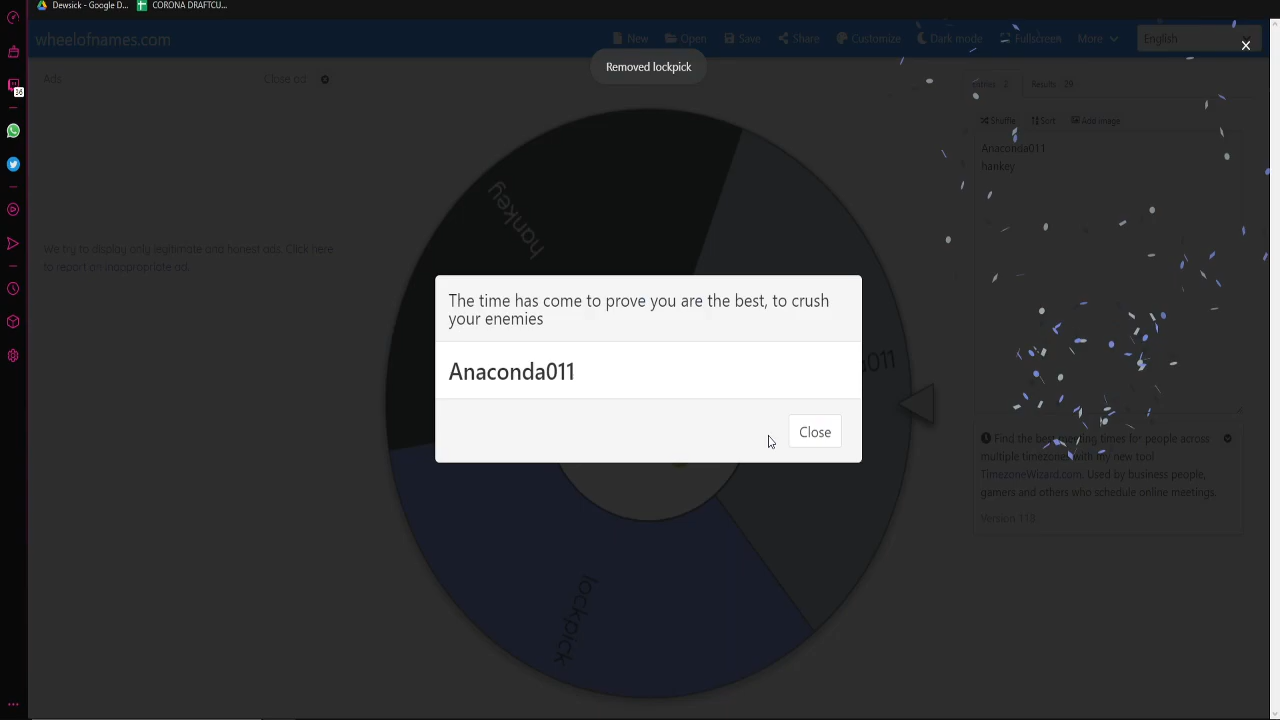 Dewsick - Google D... CORONA DRAFTCU...
wheelofnames.com New Open Save Share Customize Dark mode Fullscreen More English
Removed lockpick
Ads Close ad
Entries 2 Results 29
Shuffle Sort Add image
Anaconda011
hankey
hankey
We try to display only legitimate and honest ads. Click here
to report an inappropriate ad.
The time has come to prove you are the best, to crush
your enemies
Anaconda011
Close
Find the best meeting times for people across
multiple timezones with my new tool
TimezoneWizard.com. Used by business people,
gamers and others who schedule online meetings.
Version 118
lockpick
36